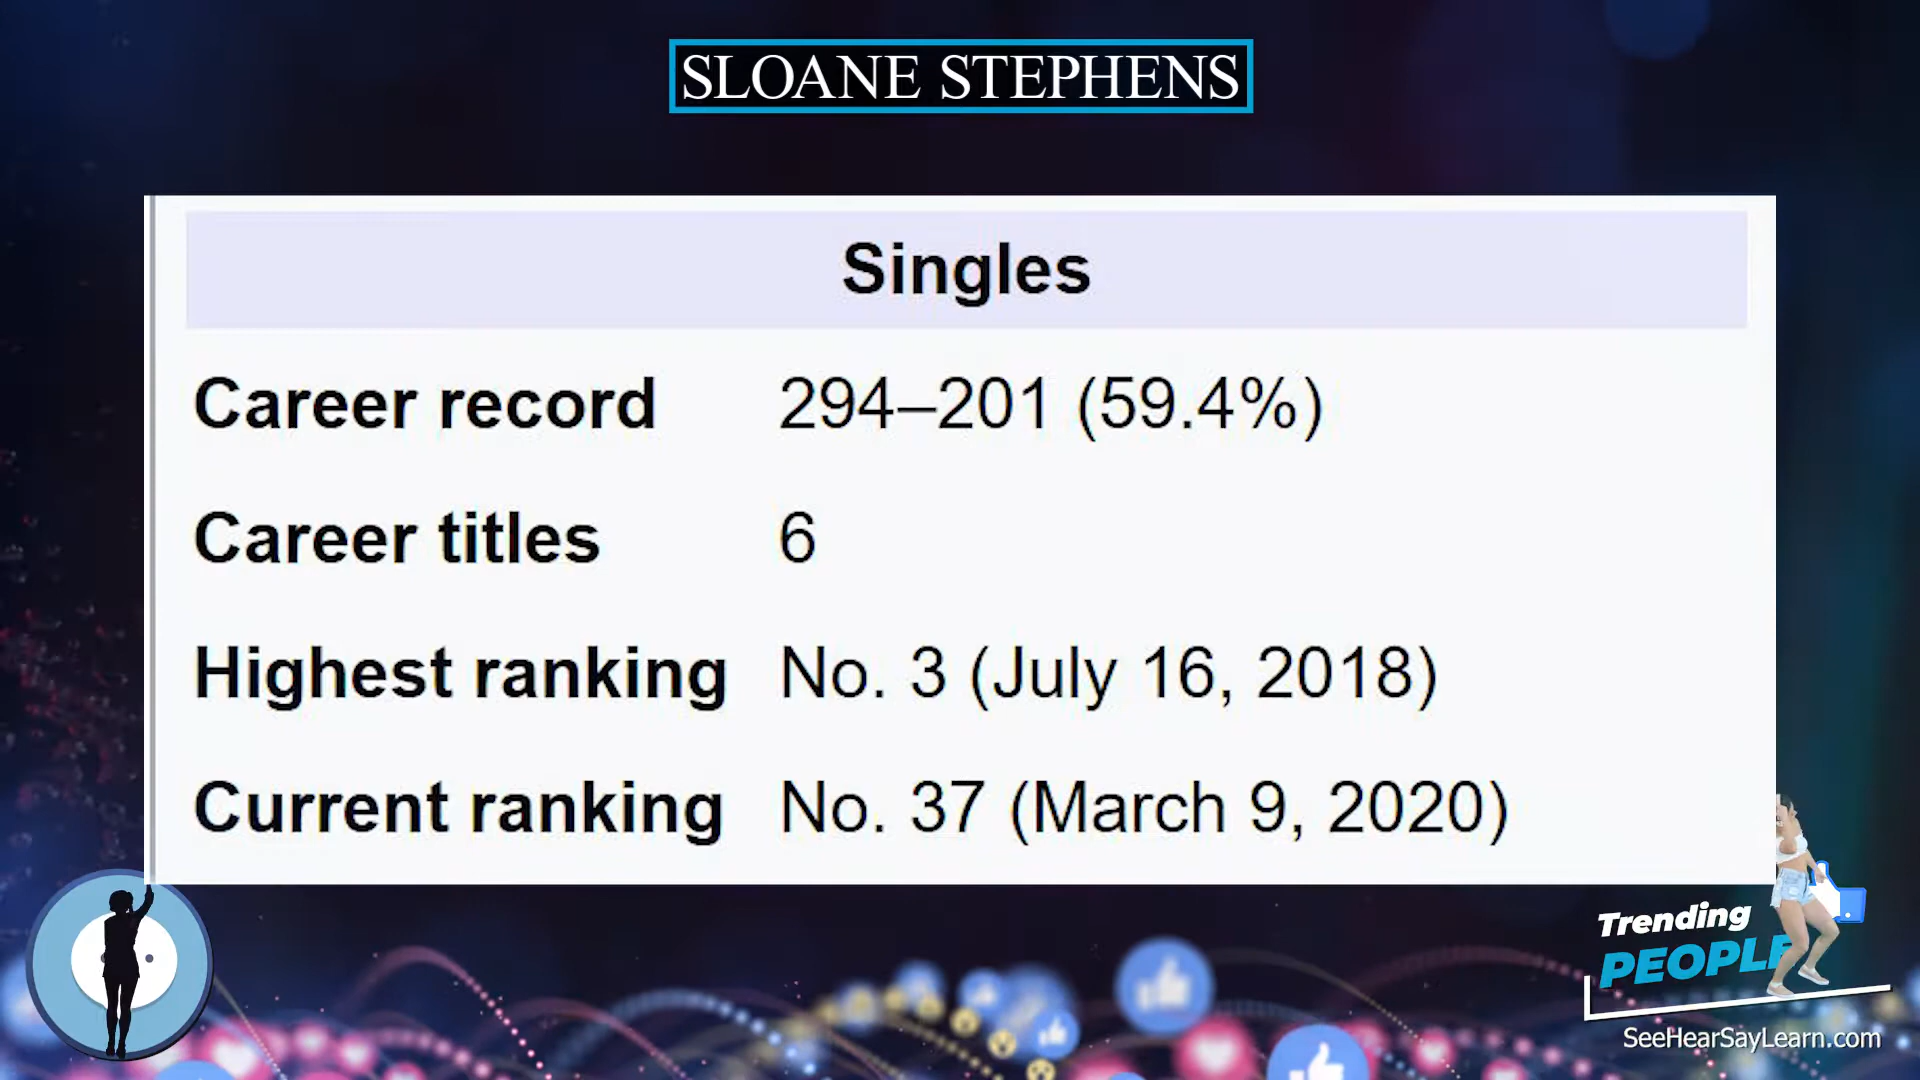 SLOANE STEPHENS
Singles
Career record 294–201 (59.4%)
Career titles 6
Highest ranking No. 3 (July 16, 2018)
Current ranking No. 37 (March 9, 2020)
Trending
PEOPLE
SeeHearSayLearn.com